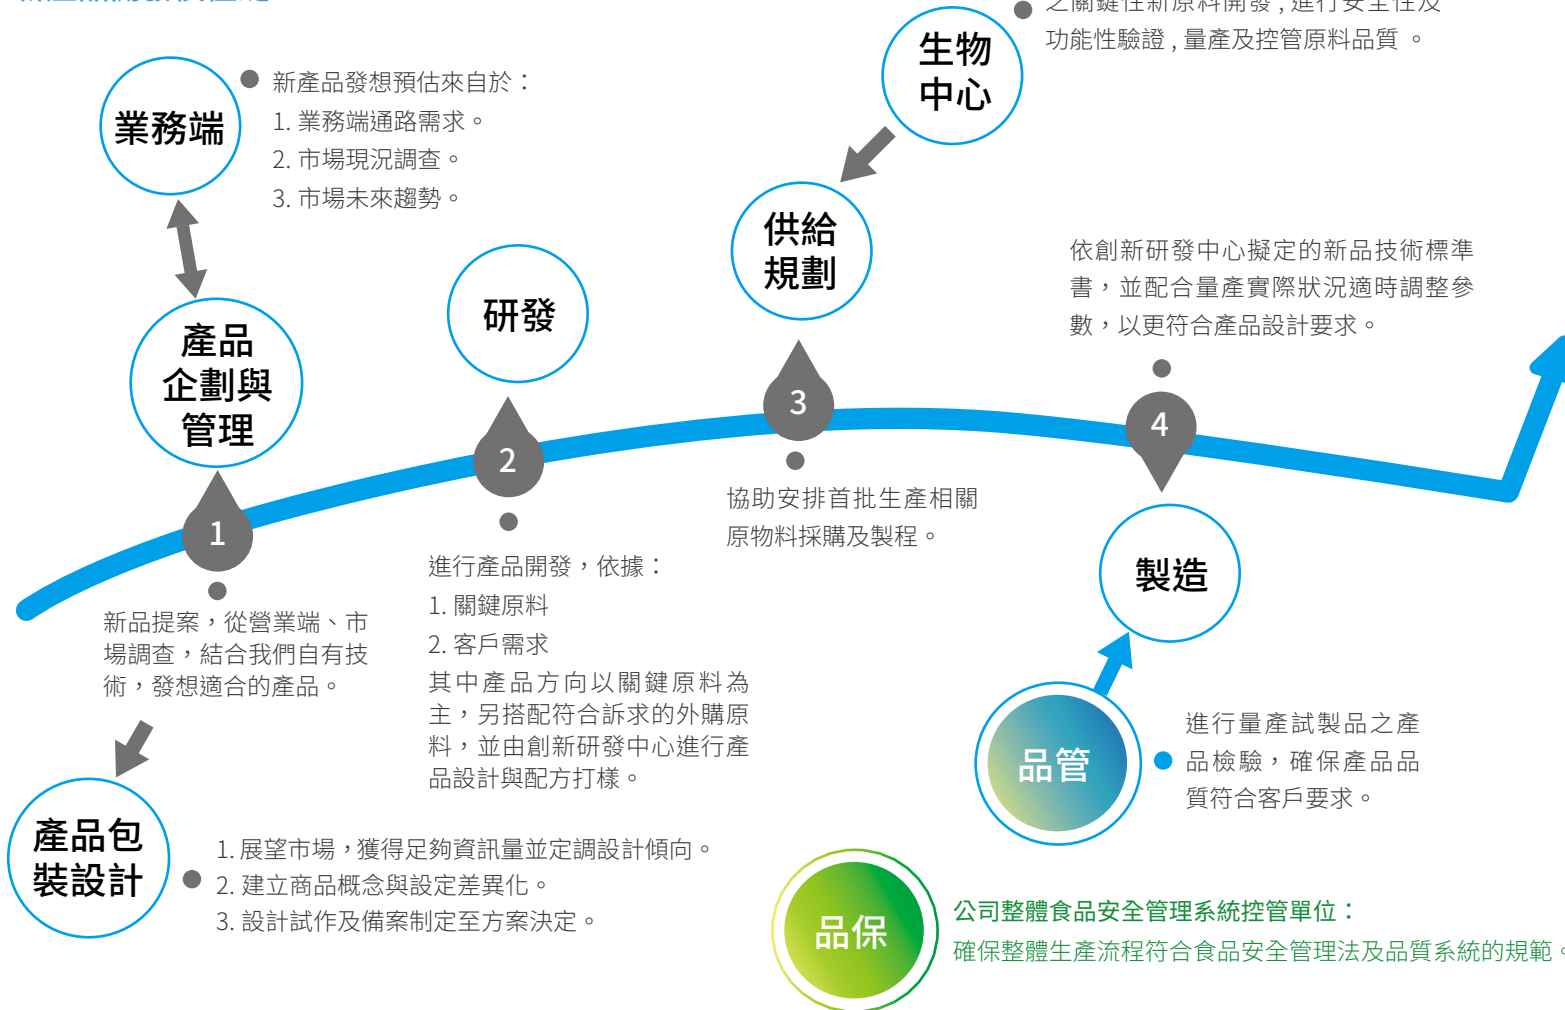 功能性驗證 , 量產及控管原料品質 。
生物
中心
業務端
新產品發想預估來自於：
1. 業務端通路需求。
2. 市場現況調查。
3. 市場未來趨勢。
供給
規劃
依創新研發中心擬定的新品技術標準
書，並配合量產實際狀況適時調整參
數，以更符合產品設計要求。
研發
產品
企劃與
管理
3
4
2
1
協助安排首批生產相關
原物料採購及製程。
進行產品開發，依據：
1. 關鍵原料
2. 客戶需求
其中產品方向以關鍵原料為
主，另搭配符合訴求的外購原
料，並由創新研發中心進行產
品設計與配方打樣。
新品提案，從營業端、市
場調查，結合我們自有技
術，發想適合的產品。
製造
品管
進行量產試製品之產
品檢驗，確保產品品
質符合客戶要求。
產品包
裝設計
1. 展望市場，獲得足夠資訊量並定調設計傾向。
2. 建立商品概念與設定差異化。
3. 設計試作及備案制定至方案決定。
品保
公司整體食品安全管理系統控管單位：
確保整體生產流程符合食品安全管理法及品質系統的規範。